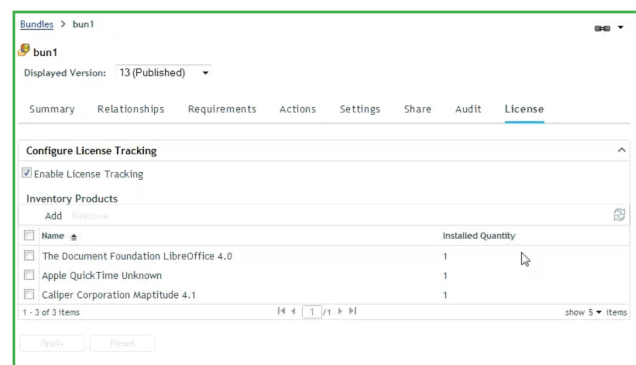 Bundles > bun1
bun1
Displayed Version: 13 (Published)
Summary Relationships Requirements Actions Settings Share Audit License
Configure License Tracking
Enable License Tracking
Inventory Products
Add Remove
Name Installed Quantity
The Document Foundation LibreOffice 4.0 1
Apple QuickTime Unknown 1
Caliper Corporation Maptitude 4.1 1
1 - 3 of 3 items 1 /1 show 5 items
Apply Reset